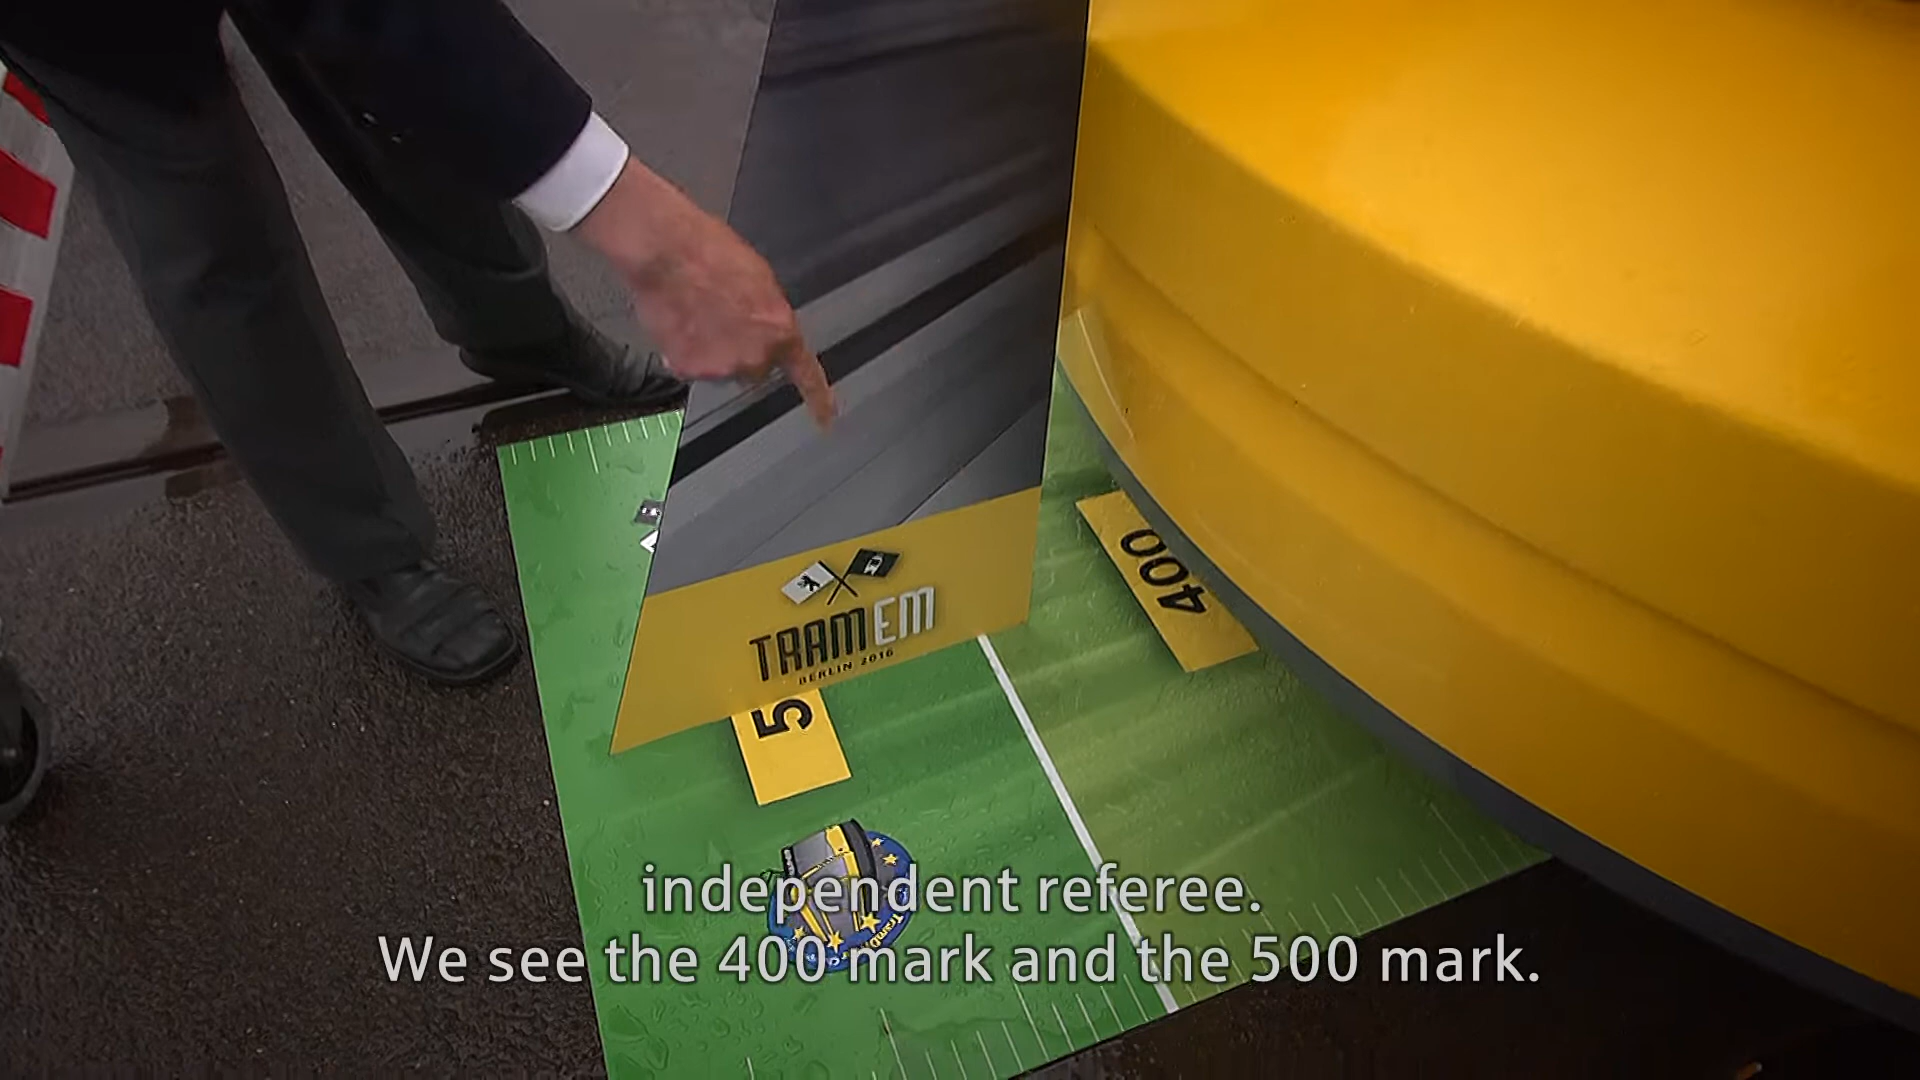 400
TRAMEM
BERLIN 2016
5
independent referee.
We see the 400 mark and the 500 mark.